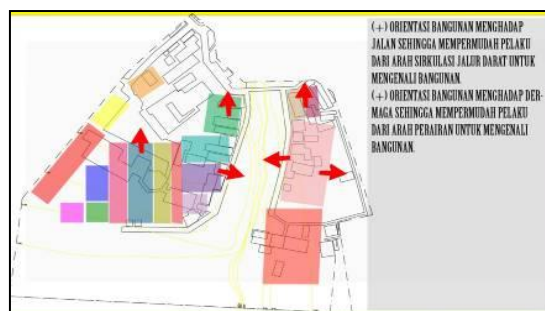 (+) ORIENTASI BANGUNAN MENGHADAP
JALAN SEHINGGA MEMPERMUDAH PELAKU
DARI ARAH SIRKULASI JALUR DARAT UNTUK
MENGENALI BANGUNAN.
(+) ORIENTASI BANGUNAN MENGHADAP DER-
MAGA SEHINGGA MEMPERMUDAH PELAKU
DARI ARAH PERAIRAN UNTUK MENGENALI
BANGUNAN.